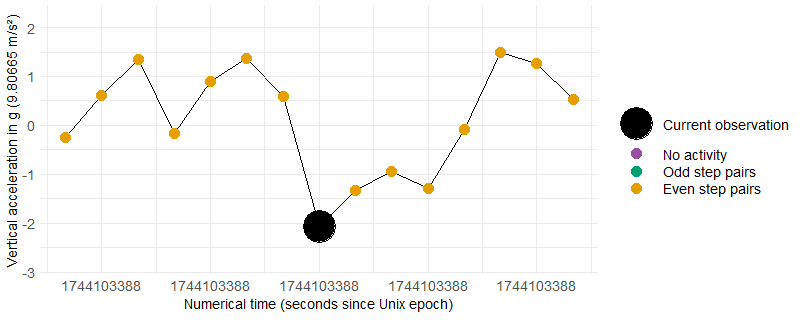 Vertical acceleration in g (9.80665 m/s²)
2
1
0
-1
-2
-3
1744103388 1744103388 1744103388 1744103388 1744103388
Numerical time (seconds since Unix epoch)
Current observation
No activity
Odd step pairs
Even step pairs